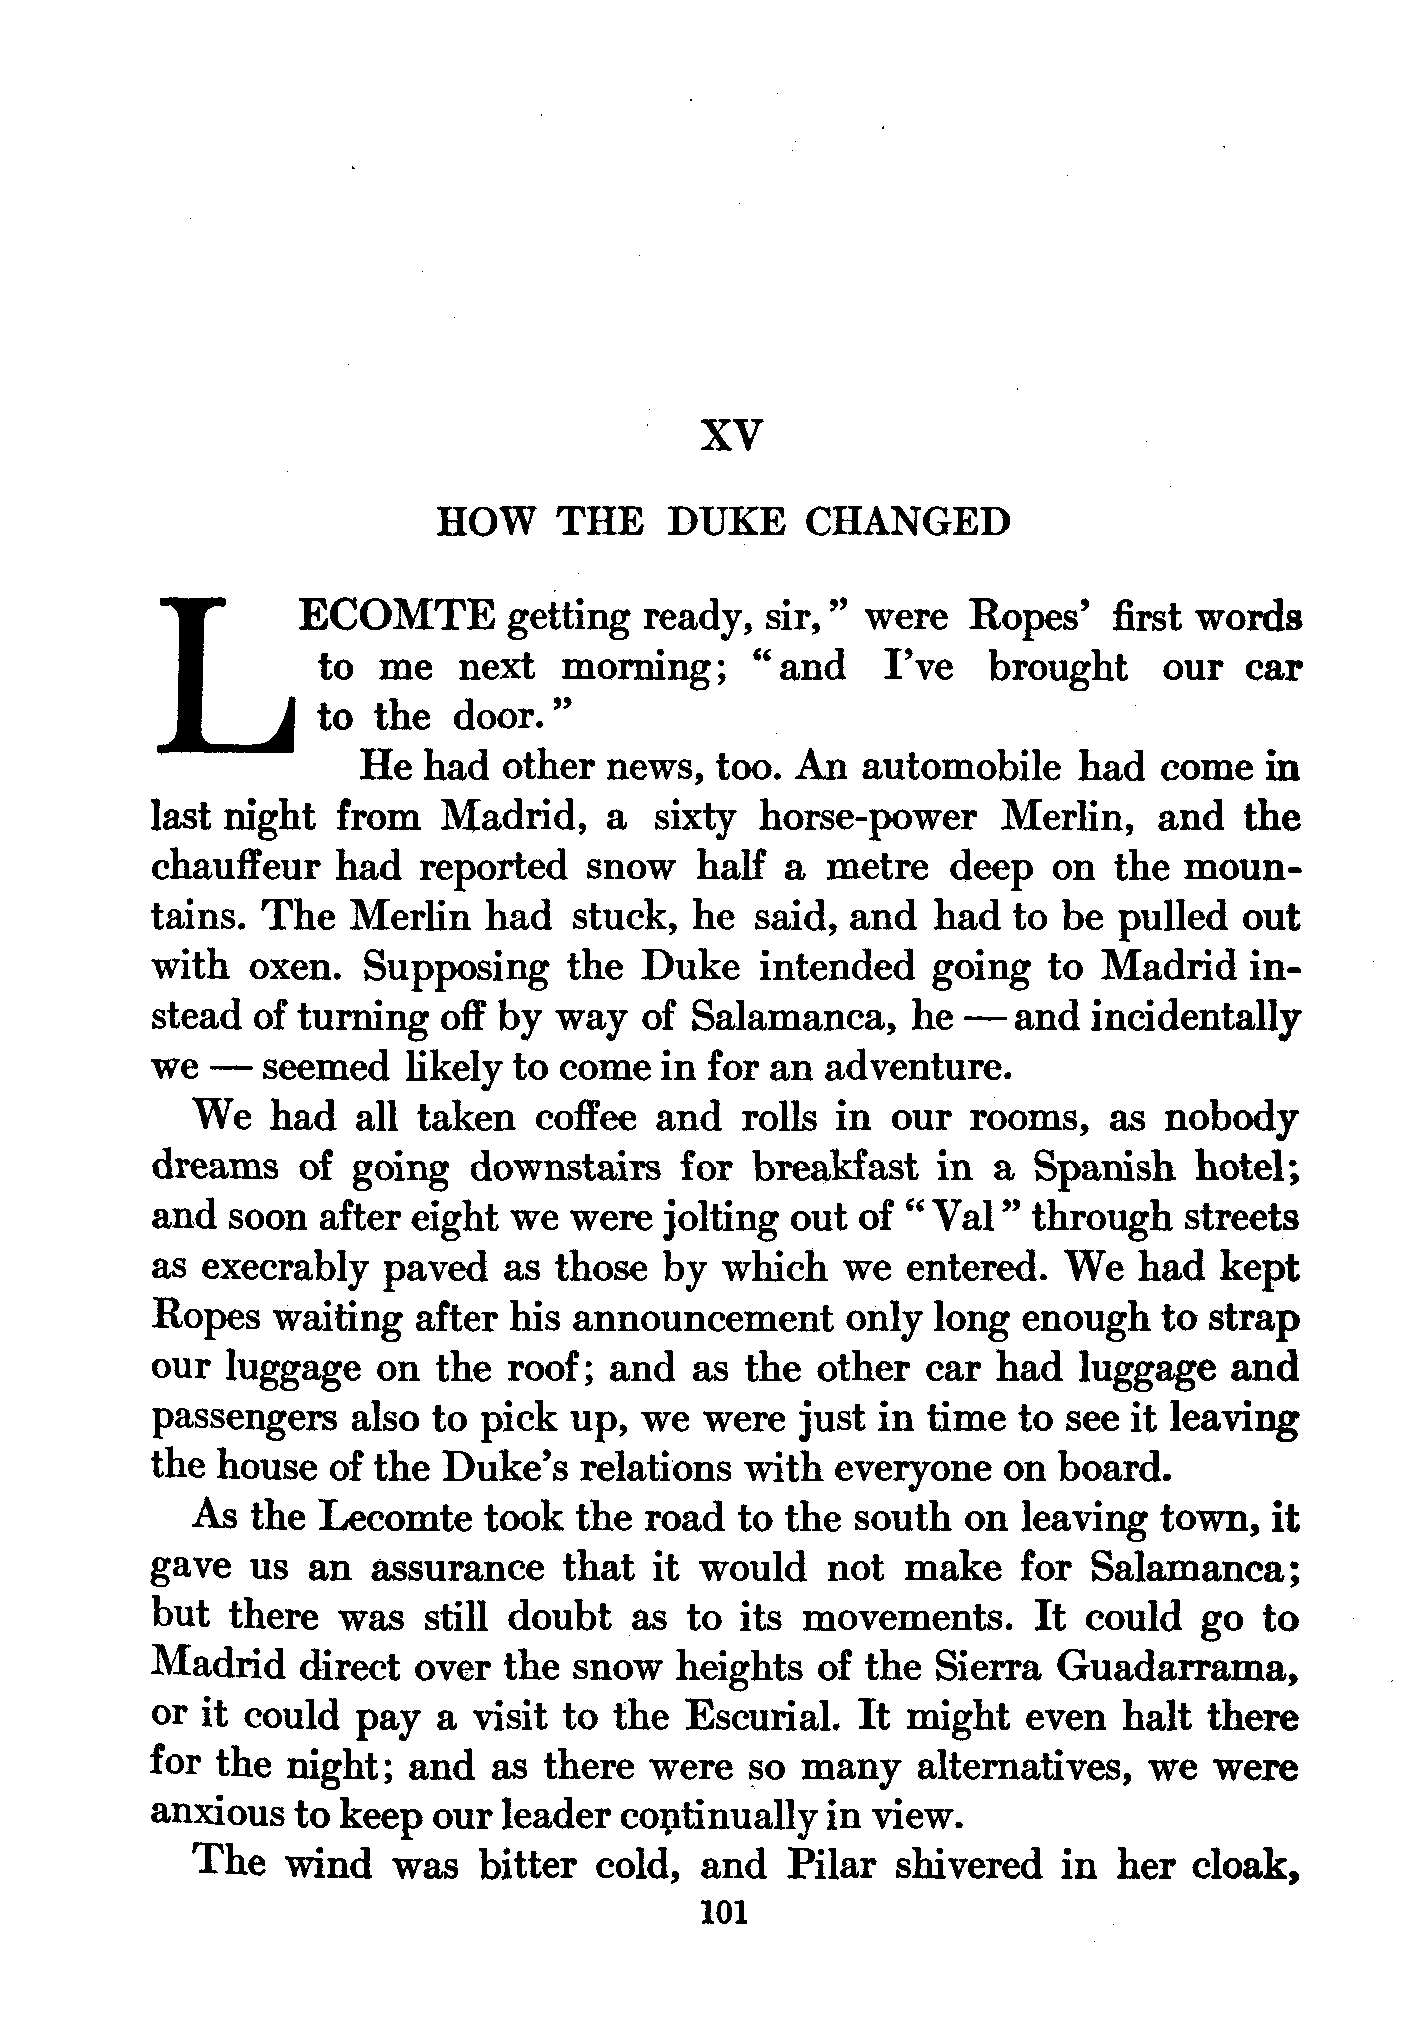 XV
HOW THE DUKE CHANGED
LECOMTE getting ready, sir,” were Ropes’ first words
to me next morning; “and I’ve brought our car
to the door.”
He had other news, too. An automobile had come in
last night from Madrid, a sixty horse-power Merlin, and the
chauffeur had reported snow half a metre deep on the moun-
tains. The Merlin had stuck, he said, and had to be pulled out
with oxen. Supposing the Duke intended going to Madrid in-
stead of turning off by way of Salamanca, he — and incidentally
we — seemed likely to come in for an adventure.
We had all taken coffee and rolls in our rooms, as nobody
dreams of going downstairs for breakfast in a Spanish hotel;
and soon after eight we were jolting out of “Val” through streets
as execrably paved as those by which we entered. We had kept
Ropes waiting after his announcement only long enough to strap
our luggage on the roof; and as the other car had luggage and
passengers also to pick up, we were just in time to see it leaving
the house of the Duke’s relations with everyone on board.
As the Lecomte took the road to the south on leaving town, it
gave us an assurance that it would not make for Salamanca;
but there was still doubt as to its movements. It could go to
Madrid direct over the snow heights of the Sierra Guadarrama,
or it could pay a visit to the Escurial. It might even halt there
for the night; and as there were so many alternatives, we were
anxious to keep our leader continually in view.
The wind was bitter cold, and Pilar shivered in her cloak,
101